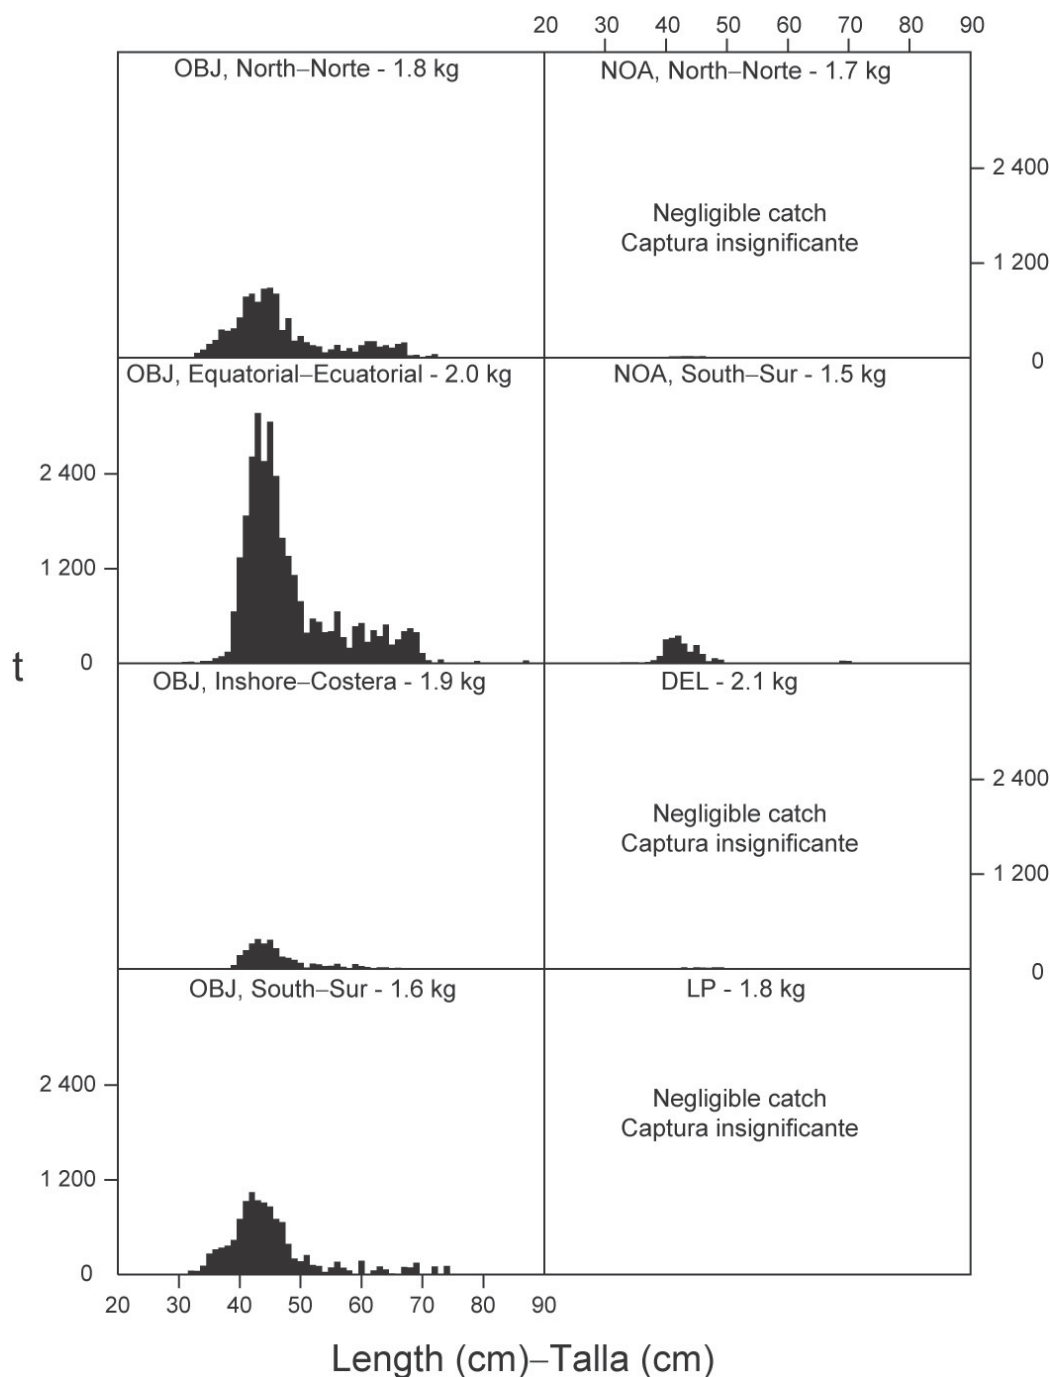 20 30 40 50 60 70 80 90
OBJ, North–Norte - 1.8 kg
NOA, North–Norte - 1.7 kg
2 400
Negligible catch
Captura insignificante
1 200
0
OBJ, Equatorial–Ecuatorial - 2.0 kg
NOA, South–Sur - 1.5 kg
2 400
1 200
0
t
OBJ, Inshore–Costera - 1.9 kg
DEL - 2.1 kg
2 400
Negligible catch
Captura insignificante
1 200
0
OBJ, South–Sur - 1.6 kg
LP - 1.8 kg
2 400
Negligible catch
Captura insignificante
1 200
0
20 30 40 50 60 70 80 90
Length (cm)–Talla (cm)